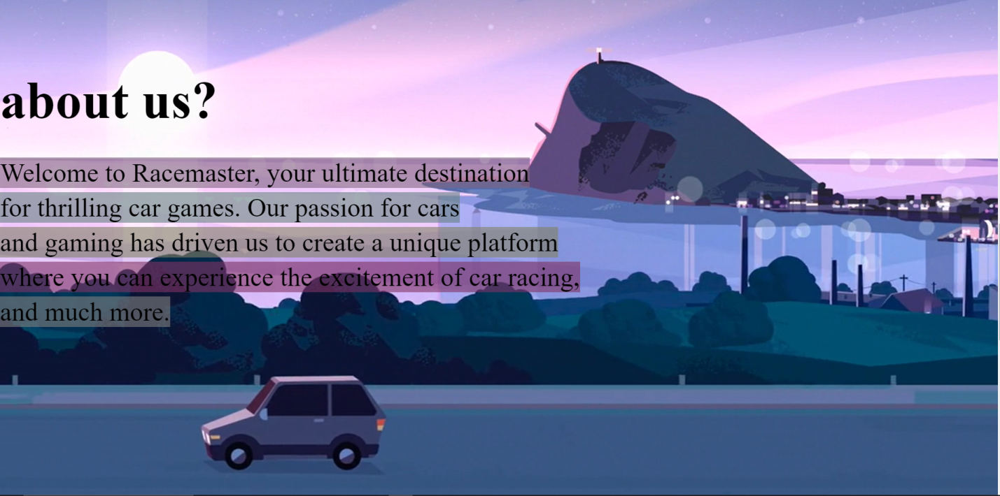 about us?
Welcome to Racemaster, your ultimate destination
for thrilling car games. Our passion for cars
and gaming has driven us to create a unique platform
where you can experience the excitement of car racing,
and much more.